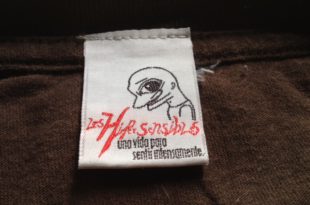 Los HiperSensibles
una vida para
sentir intensamente.